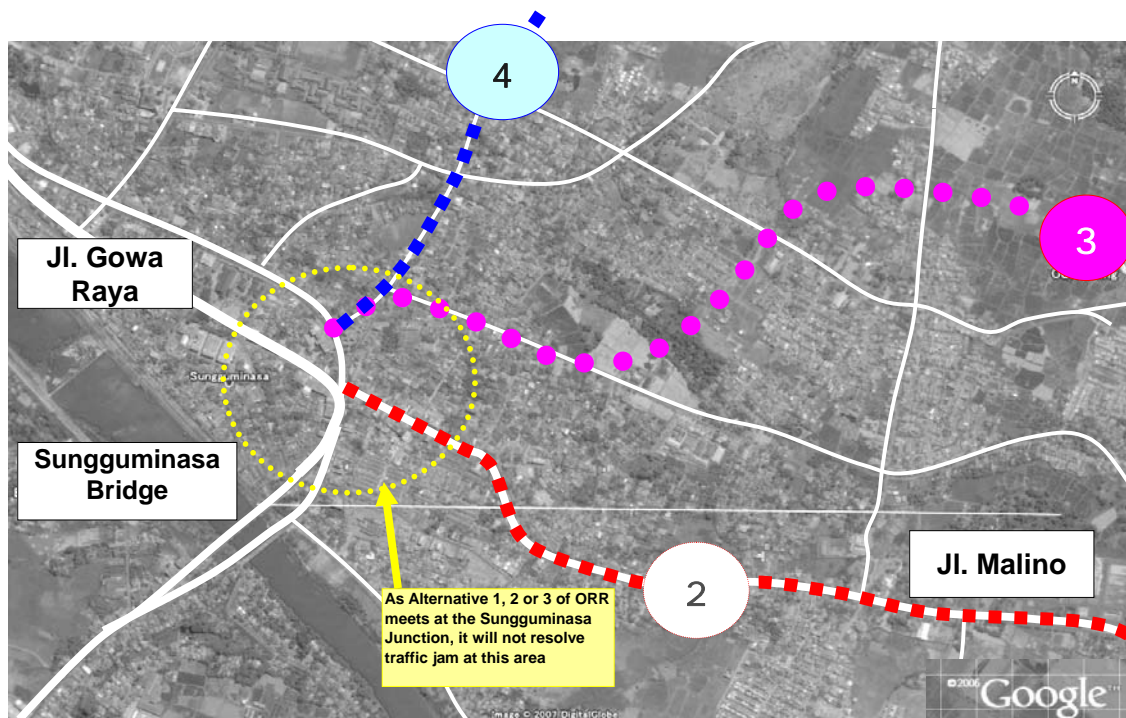 4
3
Jl. Gowa
Raya
Sungguminasa
Sungguminasa
Bridge
Jl. Malino
2
As Alternative 1, 2 or 3 of ORR
meets at the Sungguminasa
Junction, it will not resolve
traffic jam at this area
©2006 Google™
Image © 2007 DigitalGlobe